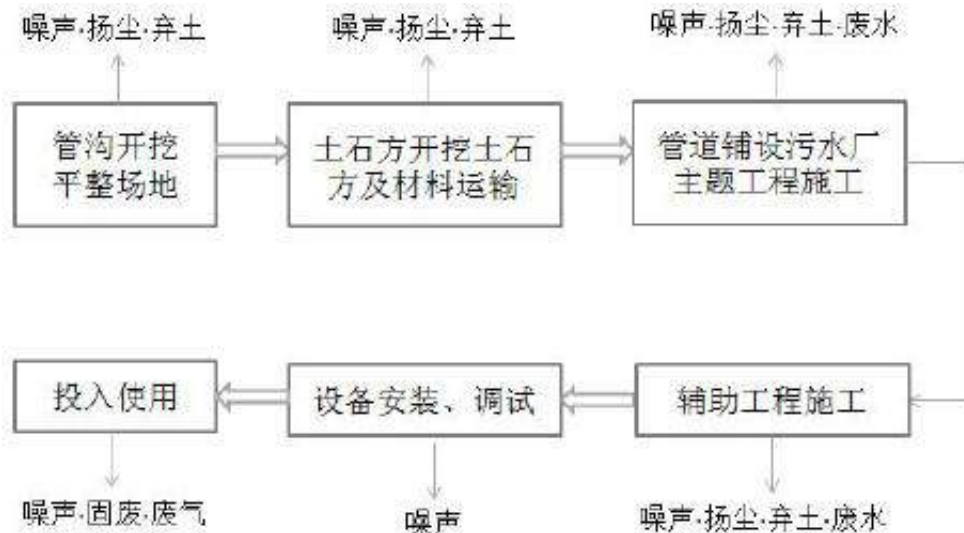 噪声·扬尘·弃土
噪声·扬尘·弃土
噪声·扬尘·弃土·废水
管沟开挖
平整场地
土石方开挖土石
方及材料运输
管道铺设污水厂
主题工程施工
投入使用
设备安装、调试
辅助工程施工
噪声·固废·废气
噪声
噪声·扬尘·弃土·废水